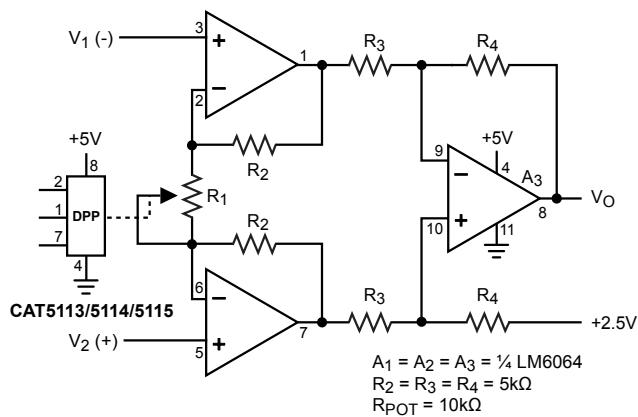 V1 (-)
3
+
1
−
2
R3
R4
R2
+5V
8
2
1
7
DPP
4
R1
CAT5113/5114/5115
+5V
9
−
4
A3
VO
8
10
+
11
R2
6
−
7
V2 (+)
5
+
R3
R4
+2.5V
A1 = A2 = A3 = ¼ LM6064
R2 = R3 = R4 = 5kΩ
RPOT = 10kΩ